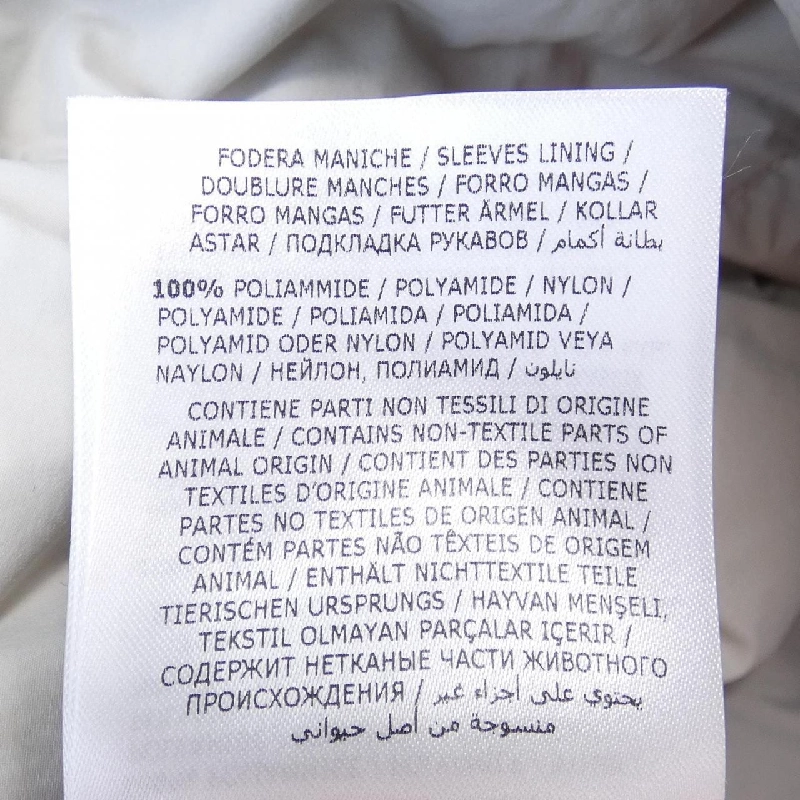 FODERA MANICHE / SLEEVES LINING /
DOUBLURE MANCHES / FORRO MANGAS /
FORRO MANGAS / FUTTER ÄRMEL / KOLLAR
ASTAR / ПОДКЛАДКА РУКАВОВ / بطانة أكمام
100% POLIAMMIDE / POLYAMIDE / NYLON /
POLYAMIDE / POLIAMIDA / POLIAMIDA /
POLYAMID ODER NYLON / POLYAMID VEYA
NAYLON / НЕЙЛОН, ПОЛИАМИД / نايلون
CONTIENE PARTI NON TESSILI DI ORIGINE
ANIMALE / CONTAINS NON-TEXTILE PARTS OF
ANIMAL ORIGIN / CONTIENT DES PARTIES NON
TEXTILES D'ORIGINE ANIMALE / CONTIENE
PARTES NO TEXTILES DE ORIGEN ANIMAL /
CONTÉM PARTES NÃO TÊXTEIS DE ORIGEM
ANIMAL / ENTHÄLT NICHTTEXTILE TEILE
TIERISCHEN URSPRUNGS / HAYVAN MENŞELI,
TEKSTIL OLMAYAN PARÇALAR IÇERIR /
СОДЕРЖИТ НЕТКАНЫЕ ЧАСТИ ЖИВОТНОГО
ПРОИСХОЖДЕНИЯ / يحتوي على أجزاء غير
منسوجة من أصل حيواني